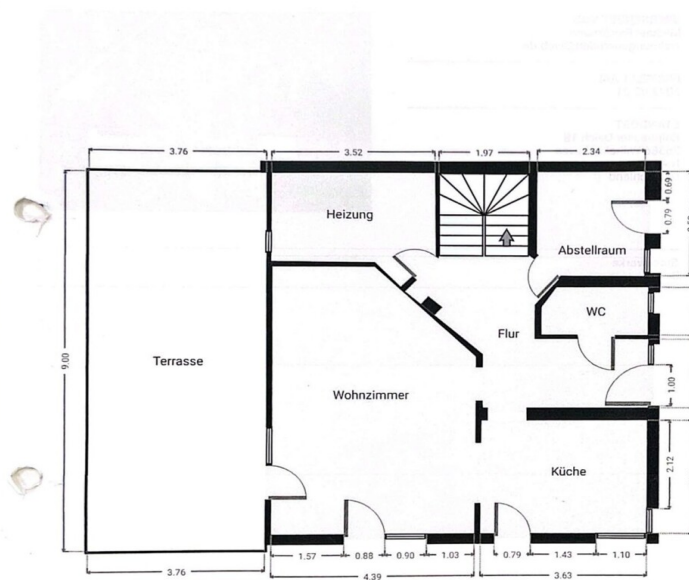 3.76
3.52
1.97
2.34
0.69
0.79
Heizung
Abstellraum
WC
Flur
9.00
Terrasse
Wohnzimmer
1.00
Küche
2.12
1.57
0.88
0.90
1.03
0.79
1.43
1.10
3.76
4.39
3.63